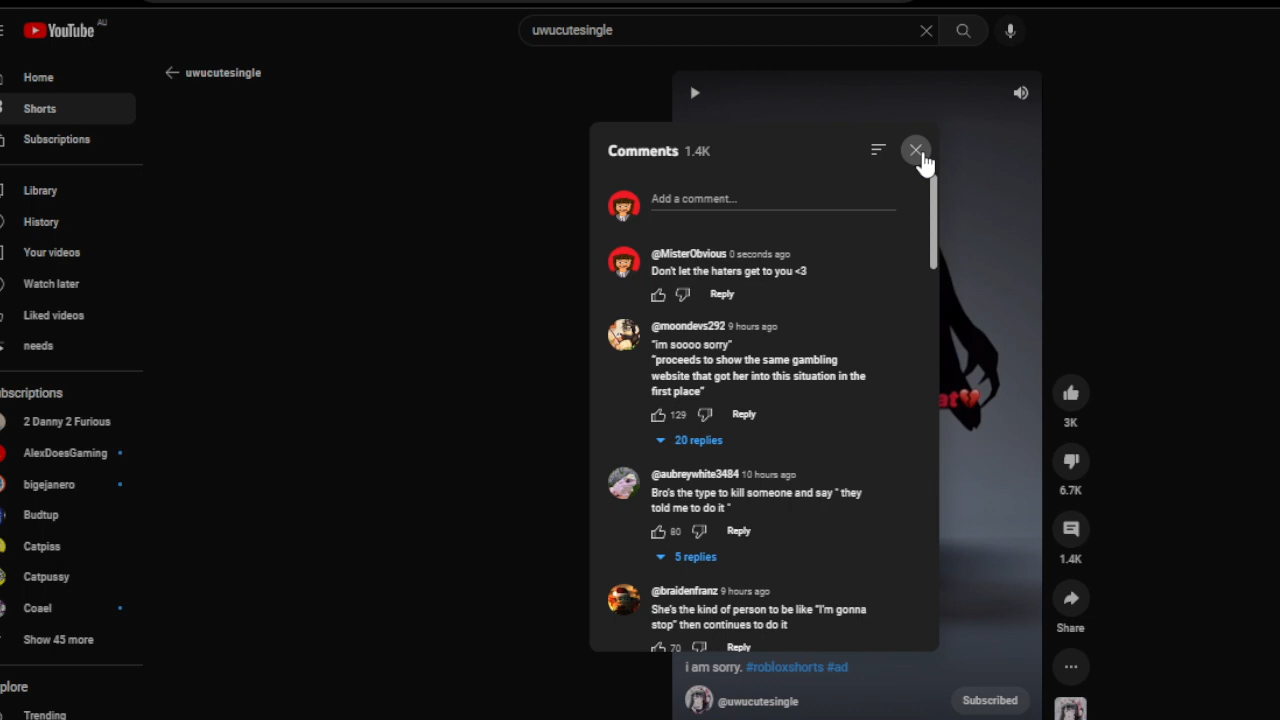 YouTube AU
uwucutesingle
Home
Shorts
Subscriptions
Library
History
Your videos
Watch later
Liked videos
needs
bscriptions
2 Danny 2 Furious
AlexDoesGaming
bigejanero
Budtup
Catpiss
Catpussy
Coael
Show 45 more
plore
Trending
uwucutesingle
Comments 1.4K
Add a comment...
@MisterObvious 0 seconds ago
Don't let the haters get to you <3
Reply
@moondevs292 9 hours ago
"im soooo sorry"
"proceeds to show the same gambling
website that got her into this situation in the
first place"
129 Reply
20 replies
@aubreywhite3484 10 hours ago
Bro's the type to kill someone and say " they
told me to do it "
80 Reply
5 replies
@braidenfranz 9 hours ago
She's the kind of person to be like "I'm gonna
stop" then continues to do it
70 Reply
at
i am sorry. #robloxshorts #ad
@uwucutesingle
Subscribed
3K
6.7K
1.4K
Share